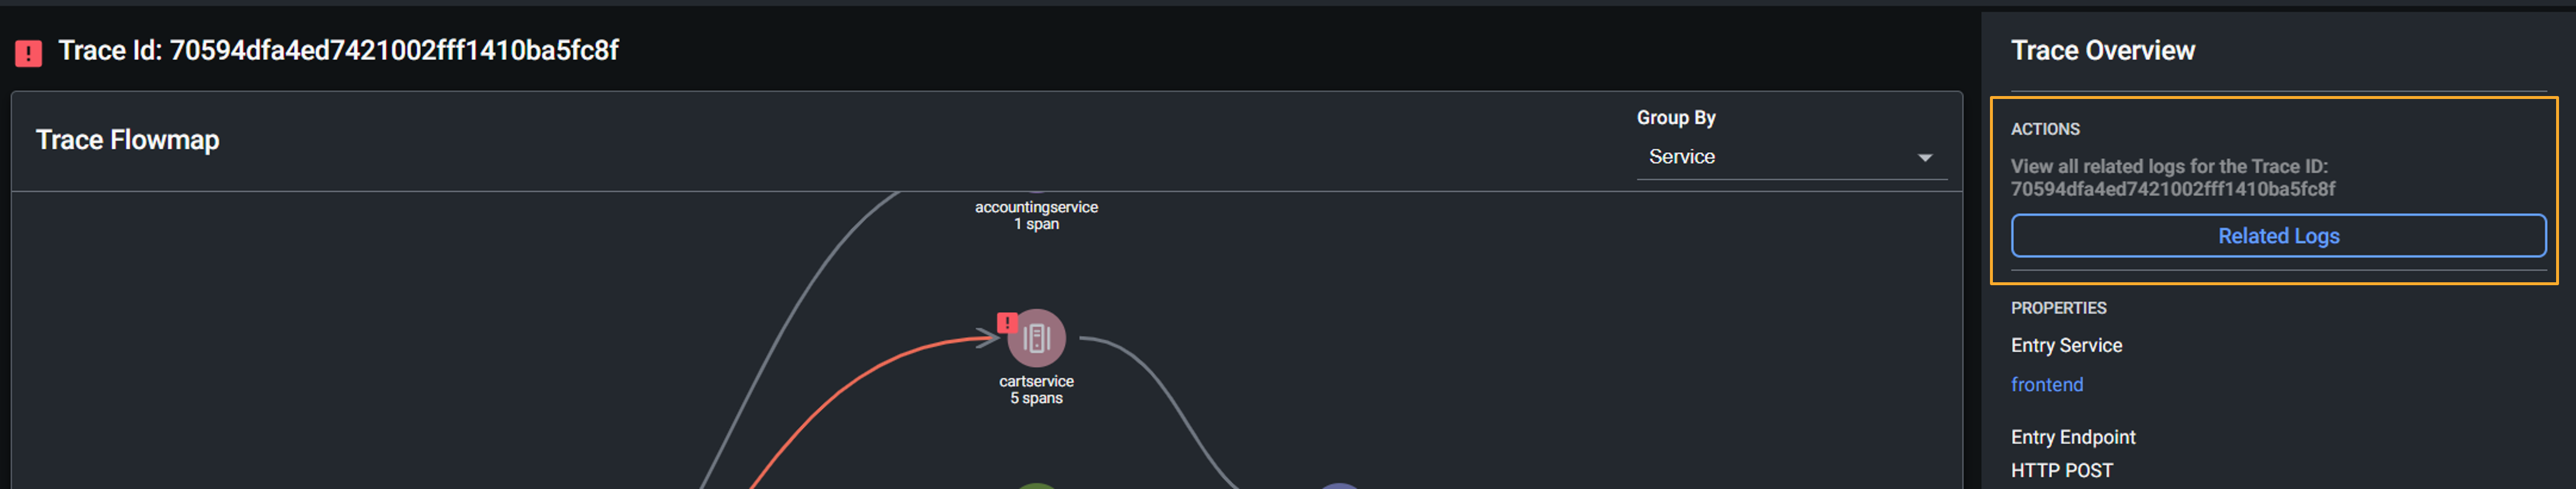 Trace Id: 70594dfa4ed7421002fff1410ba5fc8f
Trace Flowmap
Group By
Service
accountingservice
1 span
cartservice
5 spans
Trace Overview
ACTIONS
View all related logs for the Trace ID:
70594dfa4ed7421002fff1410ba5fc8f
Related Logs
PROPERTIES
Entry Service
frontend
Entry Endpoint
HTTP POST